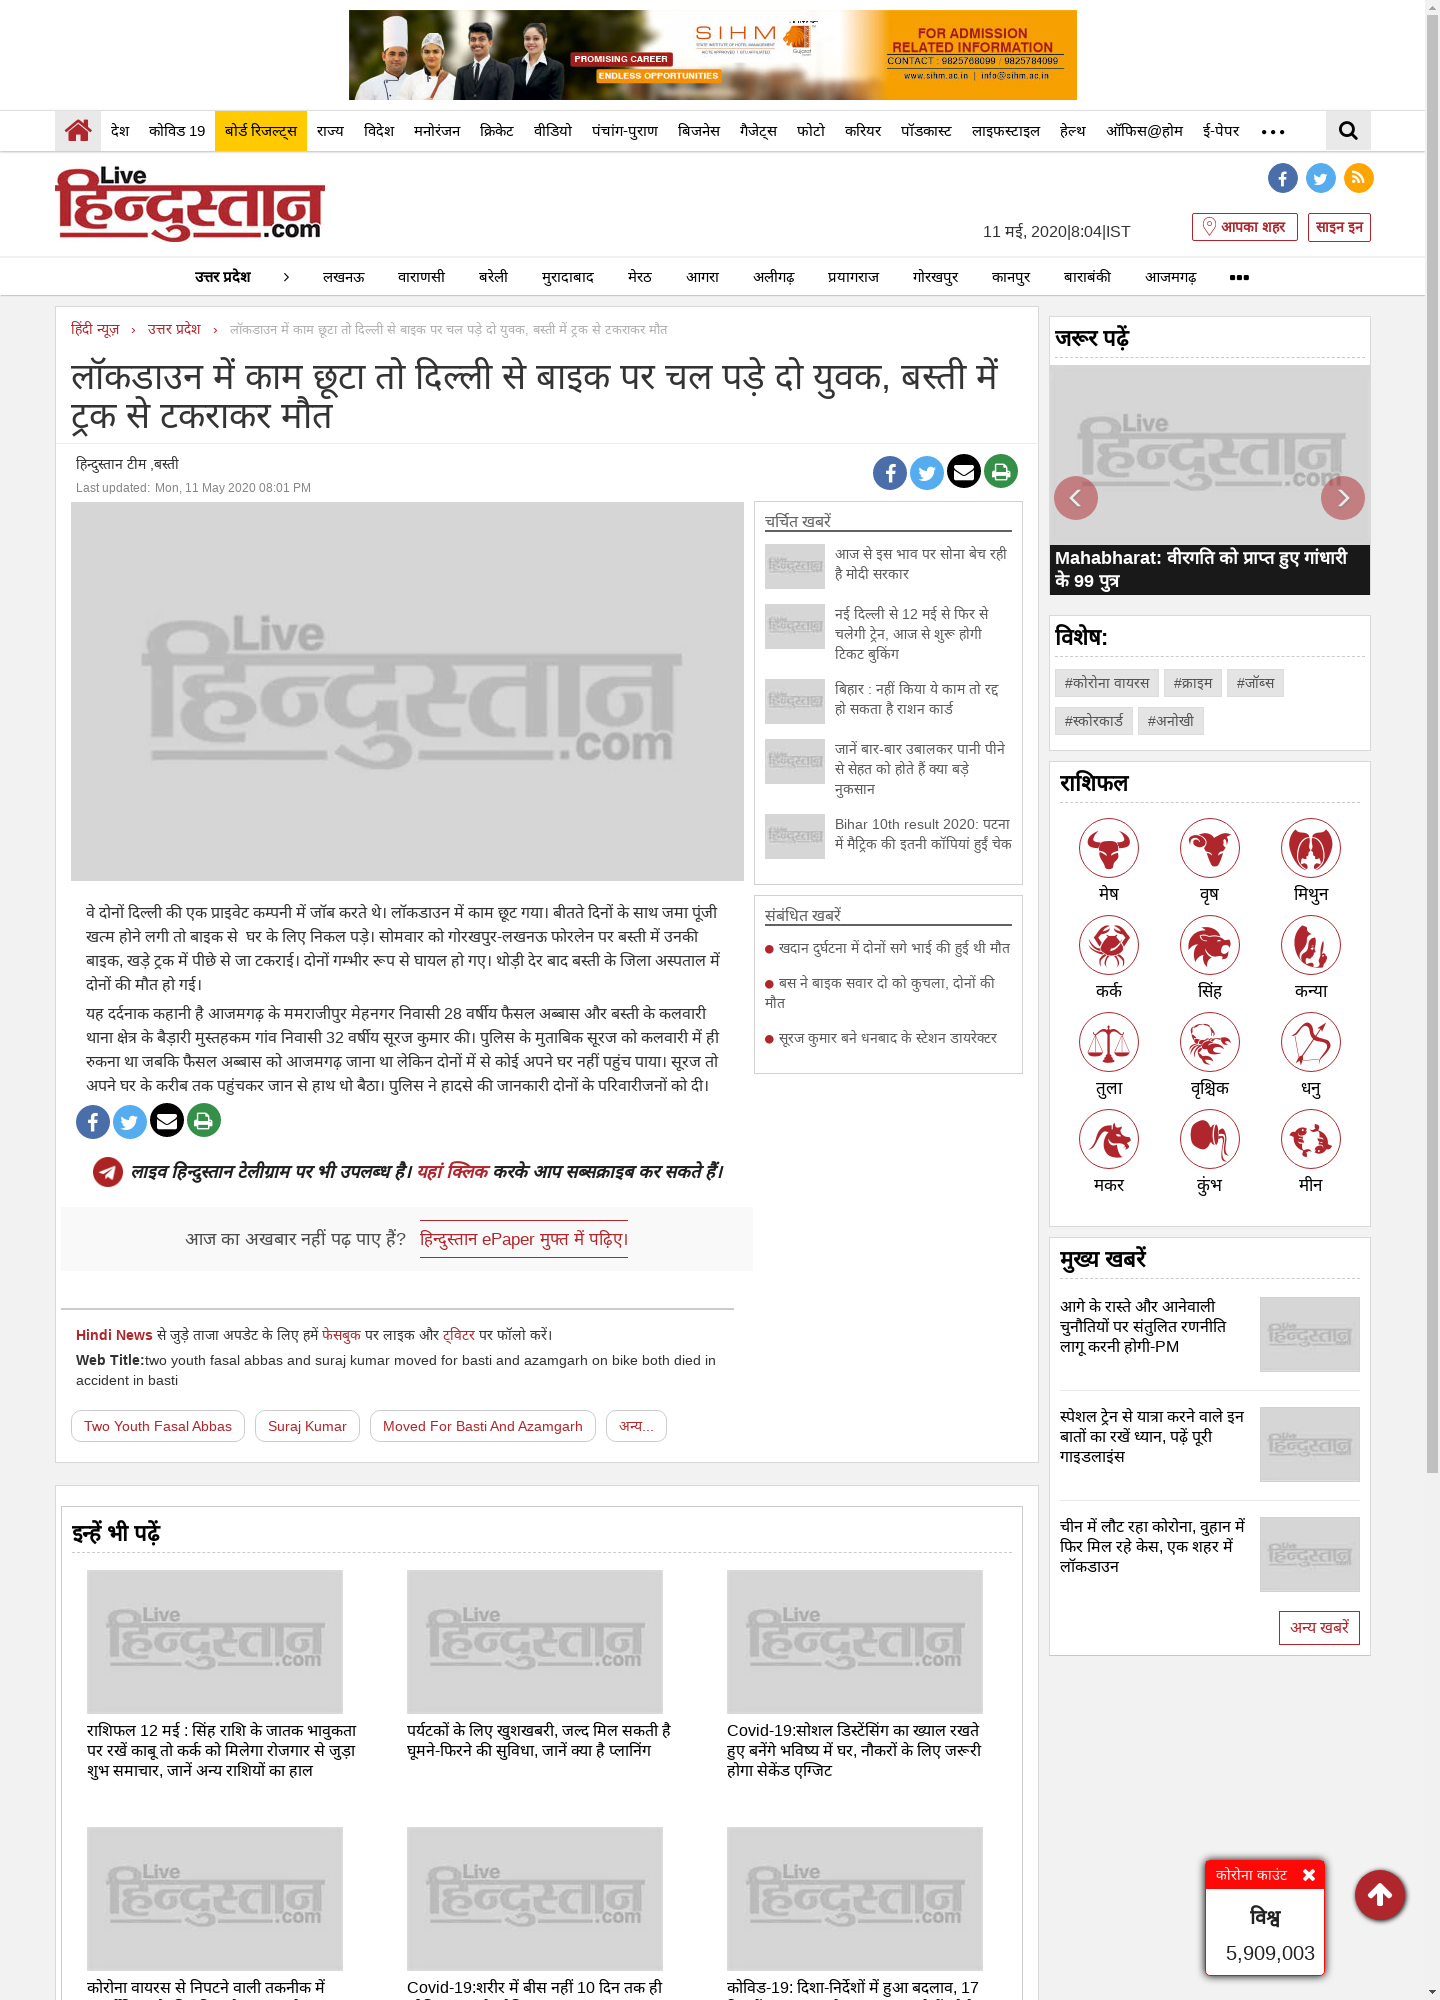 PROMISING CAREER
ENDLESS OPPORTUNITIES
SIHM
FOR ADMISSION
RELATED INFORMATION
CONTACT : 9825768099 / 9825784099
www.sihm.ac.in | info@sihm.ac.in
देश कोविड 19 बोर्ड रिजल्ट्स राज्य विदेश मनोरंजन क्रिकेट वीडियो पंचांग-पुराण बिजनेस गैजेट्स फोटो करियर पॉडकास्ट लाइफस्टाइल हेल्थ ऑफिस@होम ई-पेपर
Live
हिन्दुस्तान
.com
11 मई, 2020|8:04|IST
आपका शहर साइन इन
उत्तर प्रदेश › लखनऊ वाराणसी बरेली मुरादाबाद मेरठ आगरा अलीगढ़ प्रयागराज गोरखपुर कानपुर बाराबंकी आजमगढ़
हिंदी न्यूज़ › उत्तर प्रदेश › लॉकडाउन में काम छूटा तो दिल्ली से बाइक पर चल पड़े दो युवक, बस्ती में ट्रक से टकराकर मौत
लॉकडाउन में काम छूटा तो दिल्ली से बाइक पर चल पड़े दो युवक, बस्ती में
ट्रक से टकराकर मौत
हिन्दुस्तान टीम ,बस्ती
Last updated: Mon, 11 May 2020 08:01 PM
Live
हिन्दुस्तान
.com
वे दोनों दिल्ली की एक प्राइवेट कम्पनी में जॉब करते थे। लॉकडाउन में काम छूट गया। बीतते दिनों के साथ जमा पूंजी
खत्म होने लगी तो बाइक से घर के लिए निकल पड़े। सोमवार को गोरखपुर-लखनऊ फोरलेन पर बस्ती में उनकी
बाइक, खड़े ट्रक में पीछे से जा टकराई। दोनों गम्भीर रूप से घायल हो गए। थोड़ी देर बाद बस्ती के जिला अस्पताल में
दोनों की मौत हो गई।
यह दर्दनाक कहानी है आजमगढ़ के ममराजीपुर मेहनगर निवासी 28 वर्षीय फैसल अब्बास और बस्ती के कलवारी
थाना क्षेत्र के बैड़ारी मुस्तहकम गांव निवासी 32 वर्षीय सूरज कुमार की। पुलिस के मुताबिक सूरज को कलवारी में ही
रुकना था जबकि फैसल अब्बास को आजमगढ़ जाना था लेकिन दोनों में से कोई अपने घर नहीं पहुंच पाया। सूरज तो
अपने घर के करीब तक पहुंचकर जान से हाथ धो बैठा। पुलिस ने हादसे की जानकारी दोनों के परिवारीजनों को दी।
लाइव हिन्दुस्तान टेलीग्राम पर भी उपलब्ध है। यहां क्लिक करके आप सब्सक्राइब कर सकते हैं।
आज का अखबार नहीं पढ़ पाए हैं? हिन्दुस्तान ePaper मुफ्त में पढ़िए।
Hindi News से जुड़े ताजा अपडेट के लिए हमें फेसबुक पर लाइक और ट्विटर पर फॉलो करें।
Web Title:two youth fasal abbas and suraj kumar moved for basti and azamgarh on bike both died in
accident in basti
Two Youth Fasal Abbas Suraj Kumar Moved For Basti And Azamgarh अन्य...
चर्चित खबरें
आज से इस भाव पर सोना बेच रही
है मोदी सरकार
नई दिल्ली से 12 मई से फिर से
चलेगी ट्रेन, आज से शुरू होगी
टिकट बुकिंग
बिहार : नहीं किया ये काम तो रद्द
हो सकता है राशन कार्ड
जानें बार-बार उबालकर पानी पीने
से सेहत को होते हैं क्या बड़े
नुकसान
Bihar 10th result 2020: पटना
में मैट्रिक की इतनी कॉपियां हुईं चेक
संबंधित खबरें
खदान दुर्घटना में दोनों सगे भाई की हुई थी मौत
बस ने बाइक सवार दो को कुचला, दोनों की
मौत
सूरज कुमार बने धनबाद के स्टेशन डायरेक्टर
जरूर पढ़ें
Live
हिन्दुस्तान
.com
Mahabharat: वीरगति को प्राप्त हुए गांधारी
के 99 पुत्र
विशेष:
#कोरोना वायरस #क्राइम #जॉब्स
#स्कोरकार्ड #अनोखी
राशिफल
मेष वृष मिथुन
कर्क सिंह कन्या
तुला वृश्चिक धनु
मकर कुंभ मीन
मुख्य खबरें
आगे के रास्ते और आनेवाली
चुनौतियों पर संतुलित रणनीति
लागू करनी होगी-PM
स्पेशल ट्रेन से यात्रा करने वाले इन
बातों का रखें ध्यान, पढ़ें पूरी
गाइडलाइंस
चीन में लौट रहा कोरोना, वुहान में
फिर मिल रहे केस, एक शहर में
लॉकडाउन
अन्य खबरें
इन्हें भी पढ़ें
राशिफल 12 मई : सिंह राशि के जातक भावुकता
पर रखें काबू तो कर्क को मिलेगा रोजगार से जुड़ा
शुभ समाचार, जानें अन्य राशियों का हाल
पर्यटकों के लिए खुशखबरी, जल्द मिल सकती है
घूमने-फिरने की सुविधा, जानें क्या है प्लानिंग
Covid-19:सोशल डिस्टेंसिंग का ख्याल रखते
हुए बनेंगे भविष्य में घर, नौकरों के लिए जरूरी
होगा सेकेंड एग्जिट
कोरोना वायरस से निपटने वाली तकनीक में
Covid-19:शरीर में बीस नहीं 10 दिन तक ही
कोविड-19: दिशा-निर्देशों में हुआ बदलाव, 17
कोरोना काउंट
विश्व
5,909,003